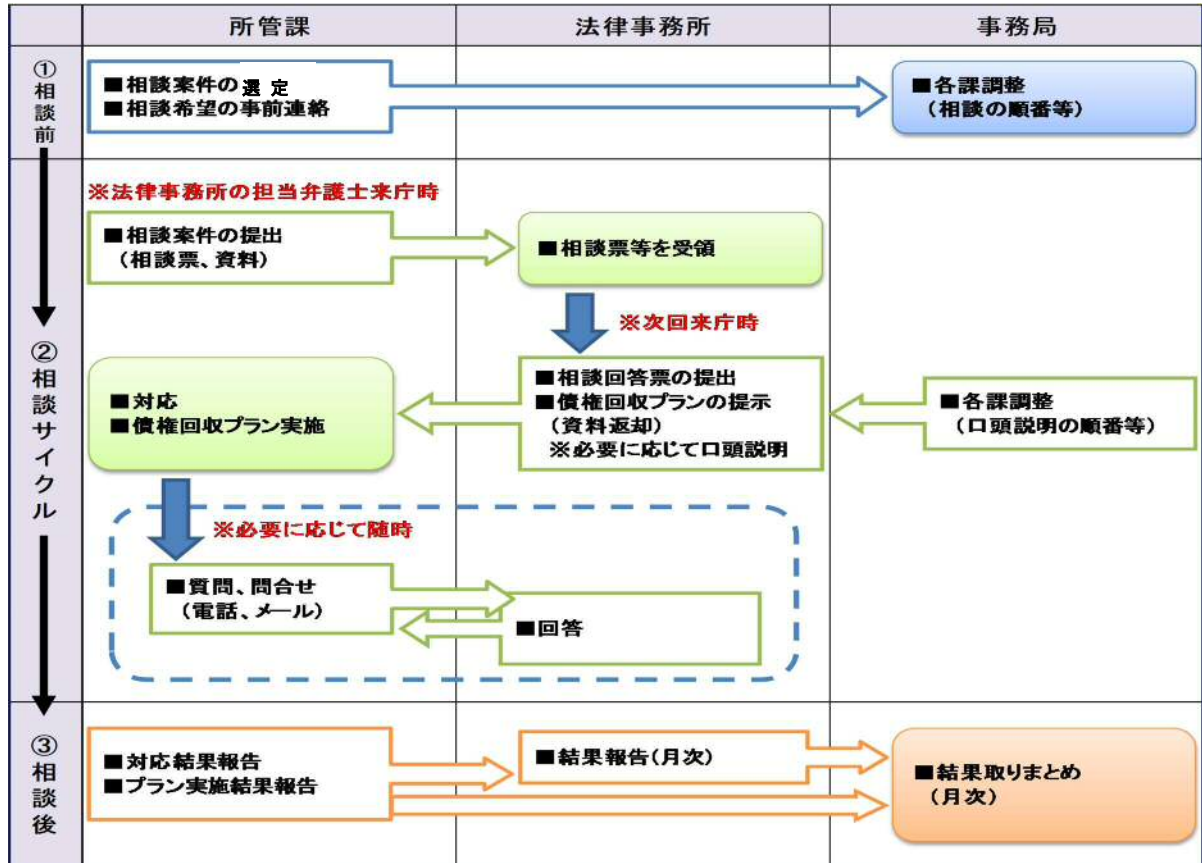 所管課
法律事務所
事務局
①相談前
■相談案件の選定
■相談希望の事前連絡
■各課調整
(相談の順番等)
②相談サイクル
※法律事務所の担当弁護士来庁時
■相談案件の提出
(相談票、資料)
■相談票等を受領
※次回来庁時
■相談回答票の提出
■債権回収プランの提示
(資料返却)
※必要に応じて口頭説明
■各課調整
(口頭説明の順番等)
■対応
■債権回収プラン実施
※必要に応じて随時
■質問、問合せ
(電話、メール)
■回答
③相談後
■対応結果報告
■プラン実施結果報告
■結果報告(月次)
■結果取りまとめ
(月次)